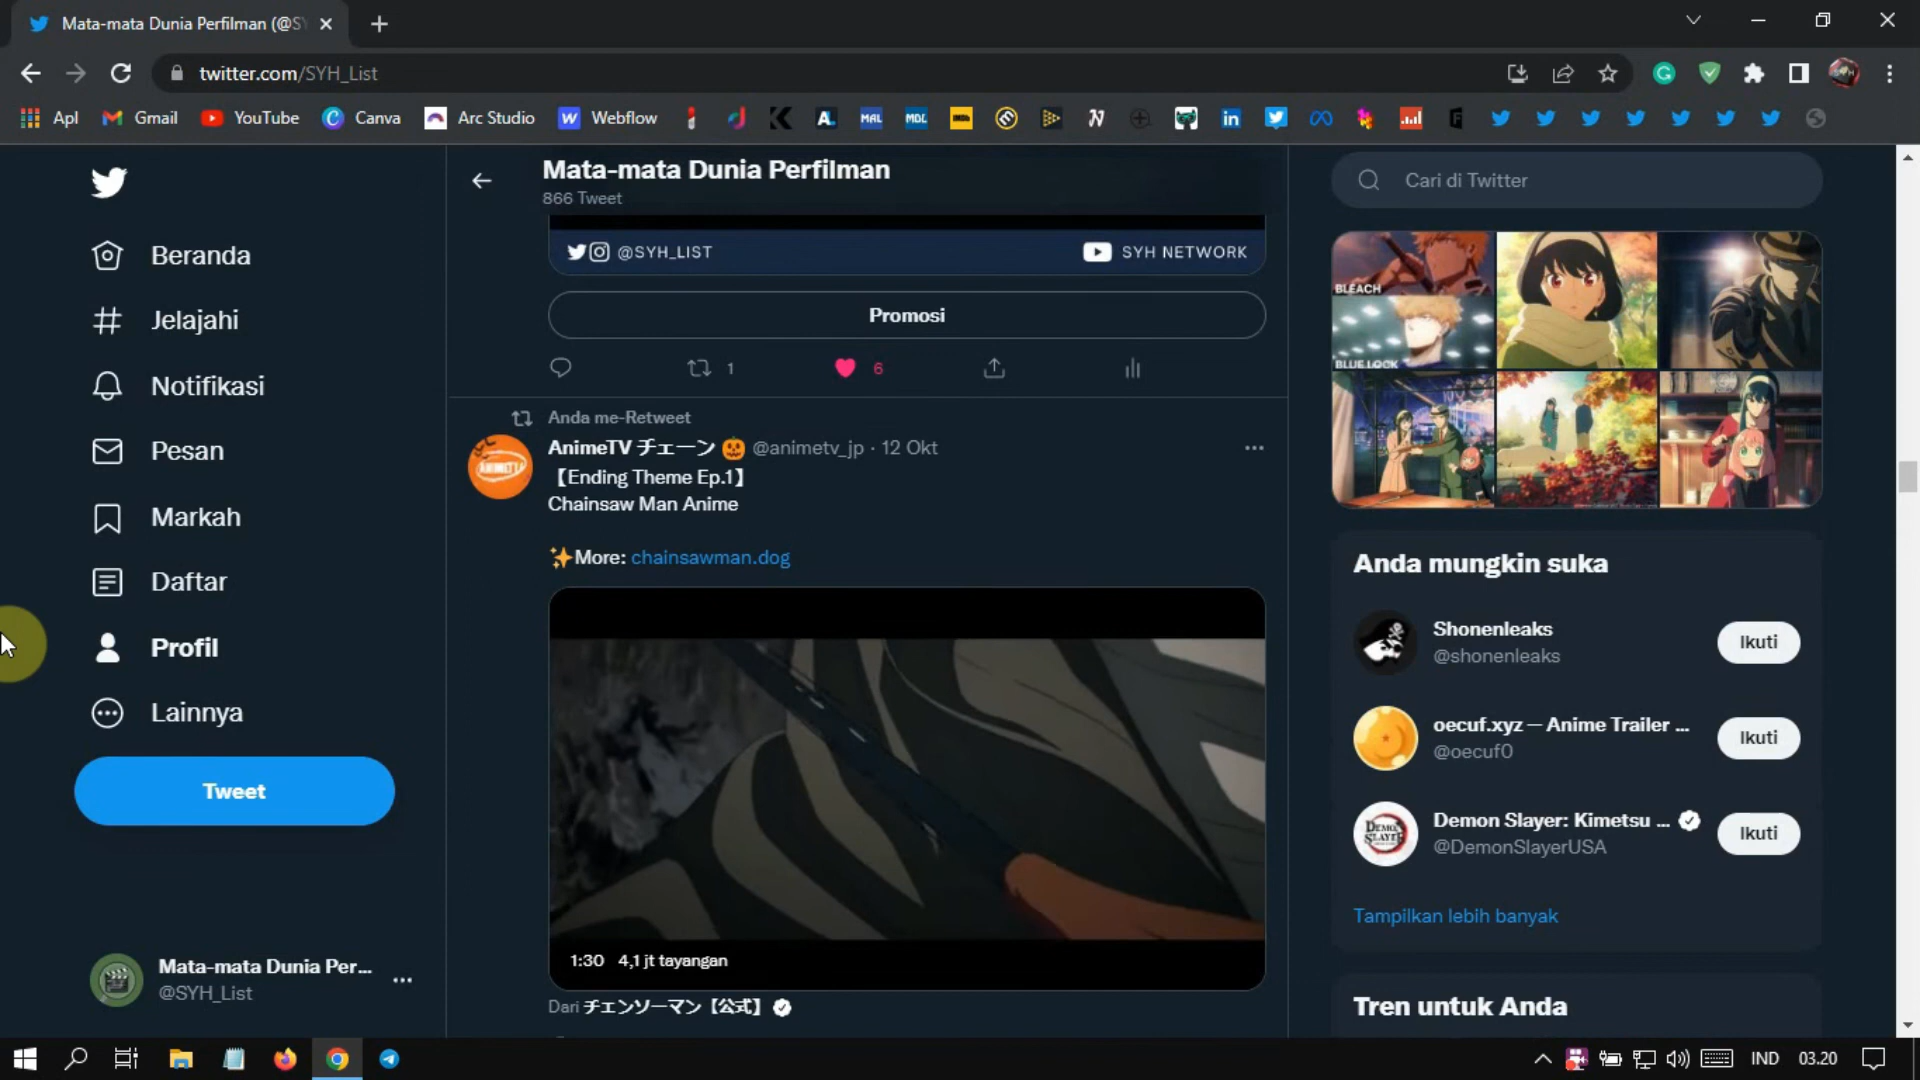 Mata-mata Dunia Perfilman (@S
twitter.com/SYH_List
Apl
Gmail
YouTube
Canva
Arc Studio
Webflow
MAL
MDL
IMDb
Mata-mata Dunia Perfilman
866 Tweet
Cari di Twitter
Beranda
Jelajahi
Notifikasi
Pesan
Markah
Daftar
Profil
Lainnya
Tweet
Mata-mata Dunia Per...
@SYH_List
@SYH_LIST
SYH NETWORK
Promosi
1
6
Anda me-Retweet
AnimeTV チェーン @animetv_jp · 12 Okt
【Ending Theme Ep.1】
Chainsaw Man Anime
More: chainsawman.dog
1:30 4,1 jt tayangan
Dari チェンソーマン【公式】
BLEACH
BLUE LOCK
Anda mungkin suka
Shonenleaks
@shonenleaks
Ikuti
oecuf.xyz — Anime Trailer ...
@oecuf0
Ikuti
Demon Slayer: Kimetsu ...
@DemonSlayerUSA
Ikuti
Tampilkan lebih banyak
Tren untuk Anda
IND
03.20